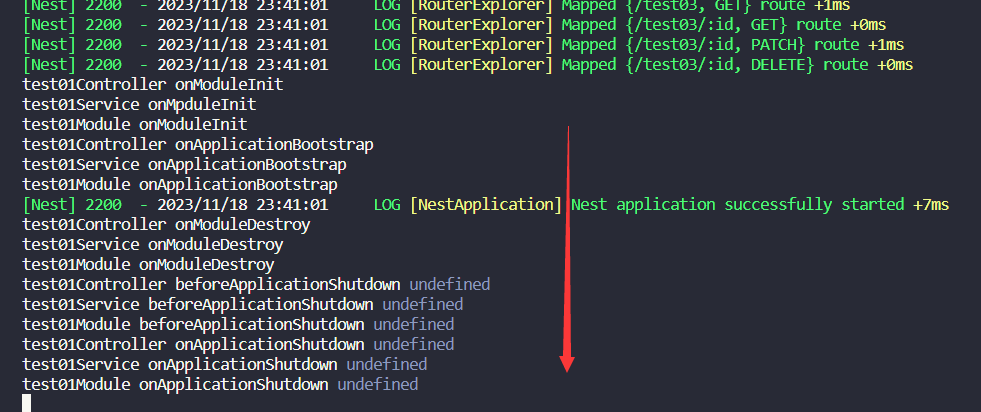 [Nest] 2200  - 2023/11/18 23:41:01     LOG [RouterExplorer] Mapped {/test03, GET} route +1ms
[Nest] 2200  - 2023/11/18 23:41:01     LOG [RouterExplorer] Mapped {/test03/:id, GET} route +0ms
[Nest] 2200  - 2023/11/18 23:41:01     LOG [RouterExplorer] Mapped {/test03/:id, PATCH} route +1ms
[Nest] 2200  - 2023/11/18 23:41:01     LOG [RouterExplorer] Mapped {/test03/:id, DELETE} route +0ms
test01Controller onModuleInit
test01Service onMpduleInit
test01Module onModuleInit
test01Controller onApplicationBootstrap
test01Service onApplicationBootstrap
test01Module onApplicationBootstrap
[Nest] 2200  - 2023/11/18 23:41:01     LOG [NestApplication] Nest application successfully started +7ms
test01Controller onModuleDestroy
test01Service onModuleDestroy
test01Module onModuleDestroy
test01Controller beforeApplicationShutdown undefined
test01Service beforeApplicationShutdown undefined
test01Module beforeApplicationShutdown undefined
test01Controller onApplicationShutdown undefined
test01Service onApplicationShutdown undefined
test01Module onApplicationShutdown undefined